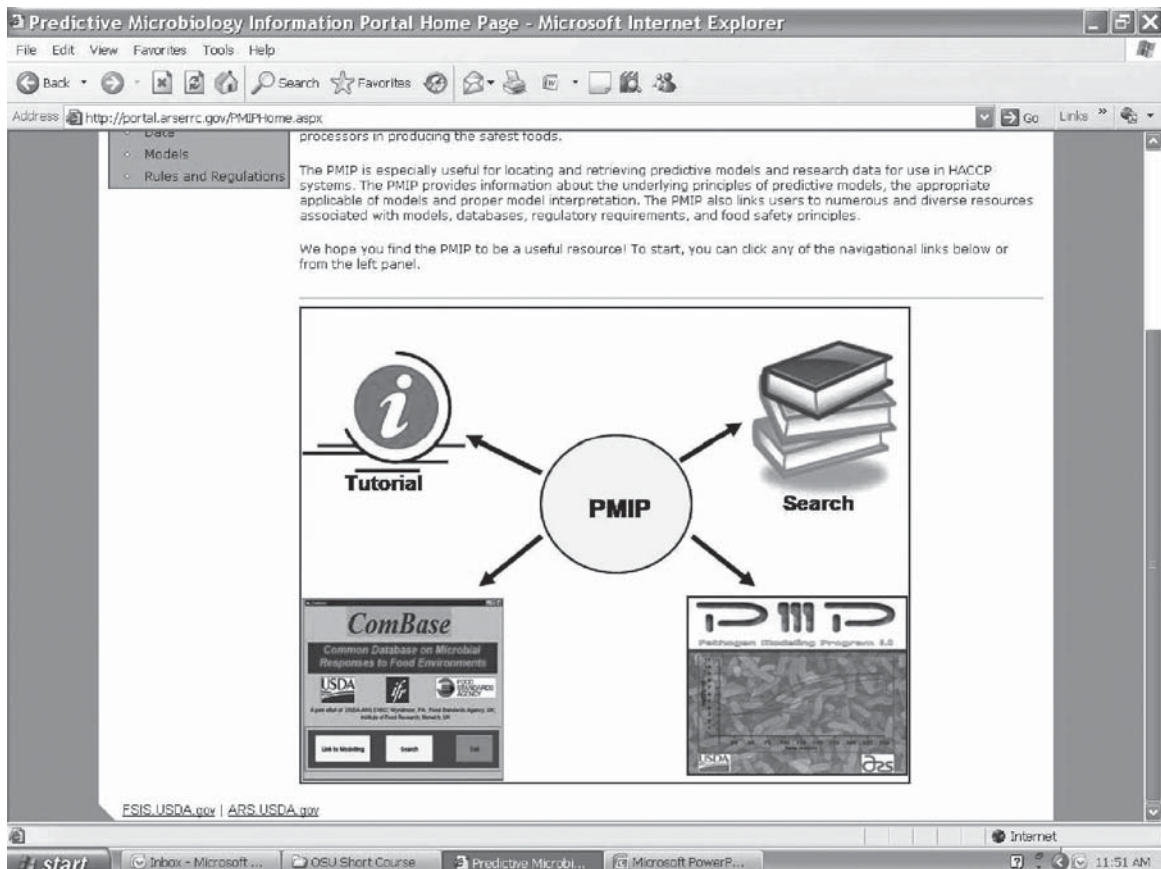 Predictive Microbiology Information Portal Home Page - Microsoft Internet Explorer
File Edit View Favorites Tools Help
Back Search Favorites
Address http://portal.arserrc.gov/PMIPHome.aspx Go Links »
Data
Models
Rules and Regulations
processors in producing the safest foods.
The PMIP is especially useful for locating and retrieving predictive models and research data for use in HACCP
systems. The PMIP provides information about the underlying principles of predictive models, the appropriate
applicable of models and proper model interpretation. The PMIP also links users to numerous and diverse resources
associated with models, databases, regulatory requirements, and food safety principles.
We hope you find the PMIP to be a useful resource! To start, you can click any of the navigational links below or
from the left panel.
Tutorial
Search
PMIP
ComBase
Common Database on Microbial
Responses to Food Environments
USDA ifr FOOD
STANDARDS
AGENCY
Link to Modelling Search Exit
PMP
Pathogen Modeling Program
USDA ars
FSIS.USDA.gov | ARS.USDA.gov
Internet
start Inbox - Microsoft ... OSU Short Course Predictive Microbi... Microsoft PowerP... 11:51 AM